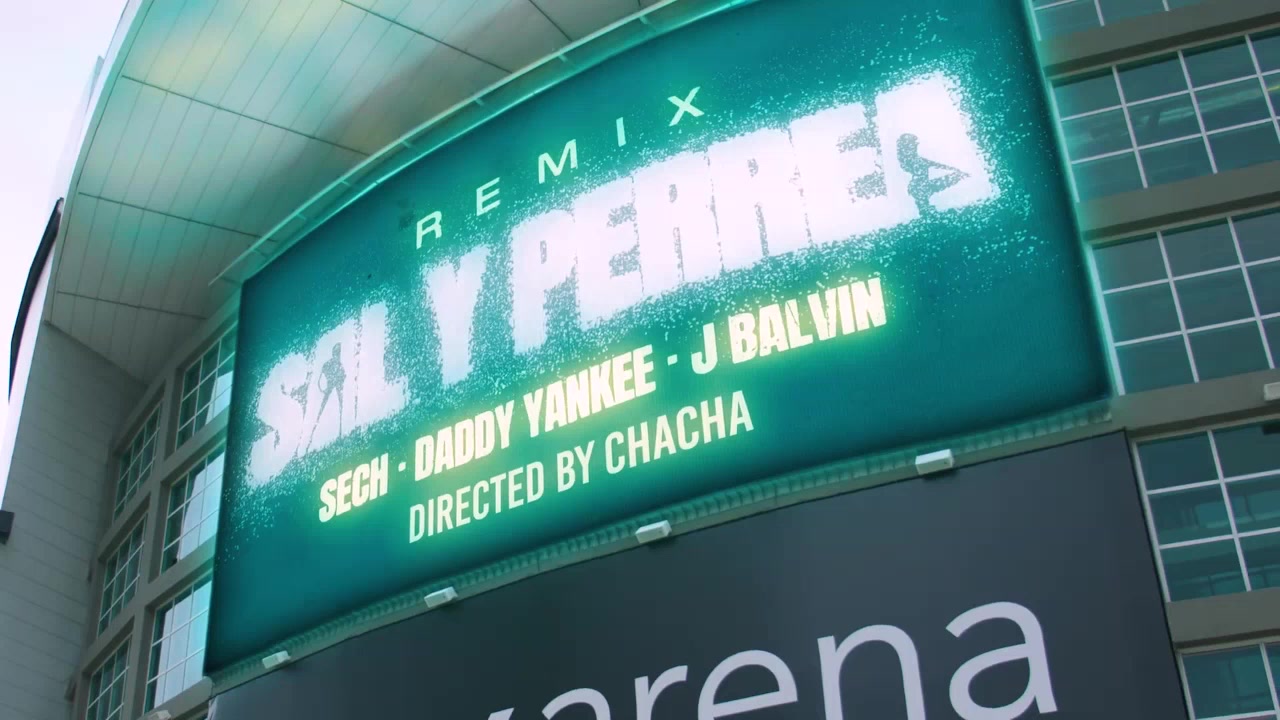 REMIX
SAL Y PERREA
SECH · DADDY YANKEE · J BALVIN
DIRECTED BY CHACHA
arena